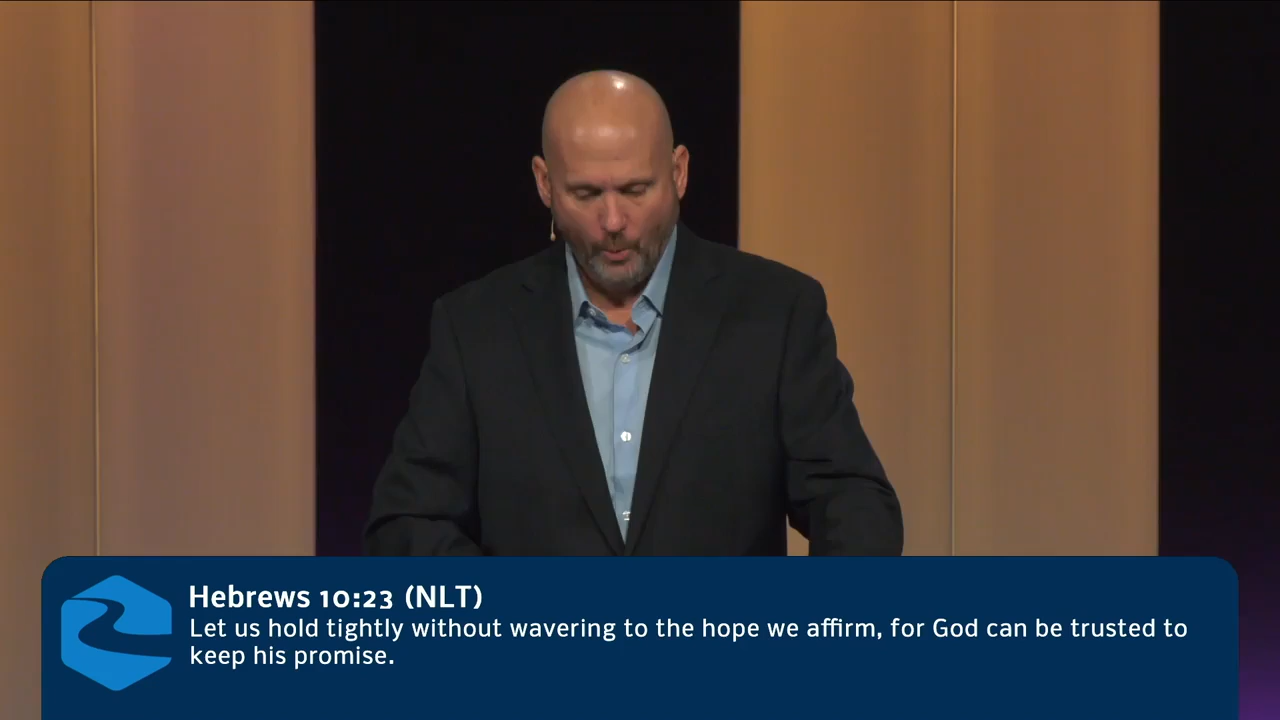 Hebrews 10:23 (NLT)
Let us hold tightly without wavering to the hope we affirm, for God can be trusted to
keep his promise.